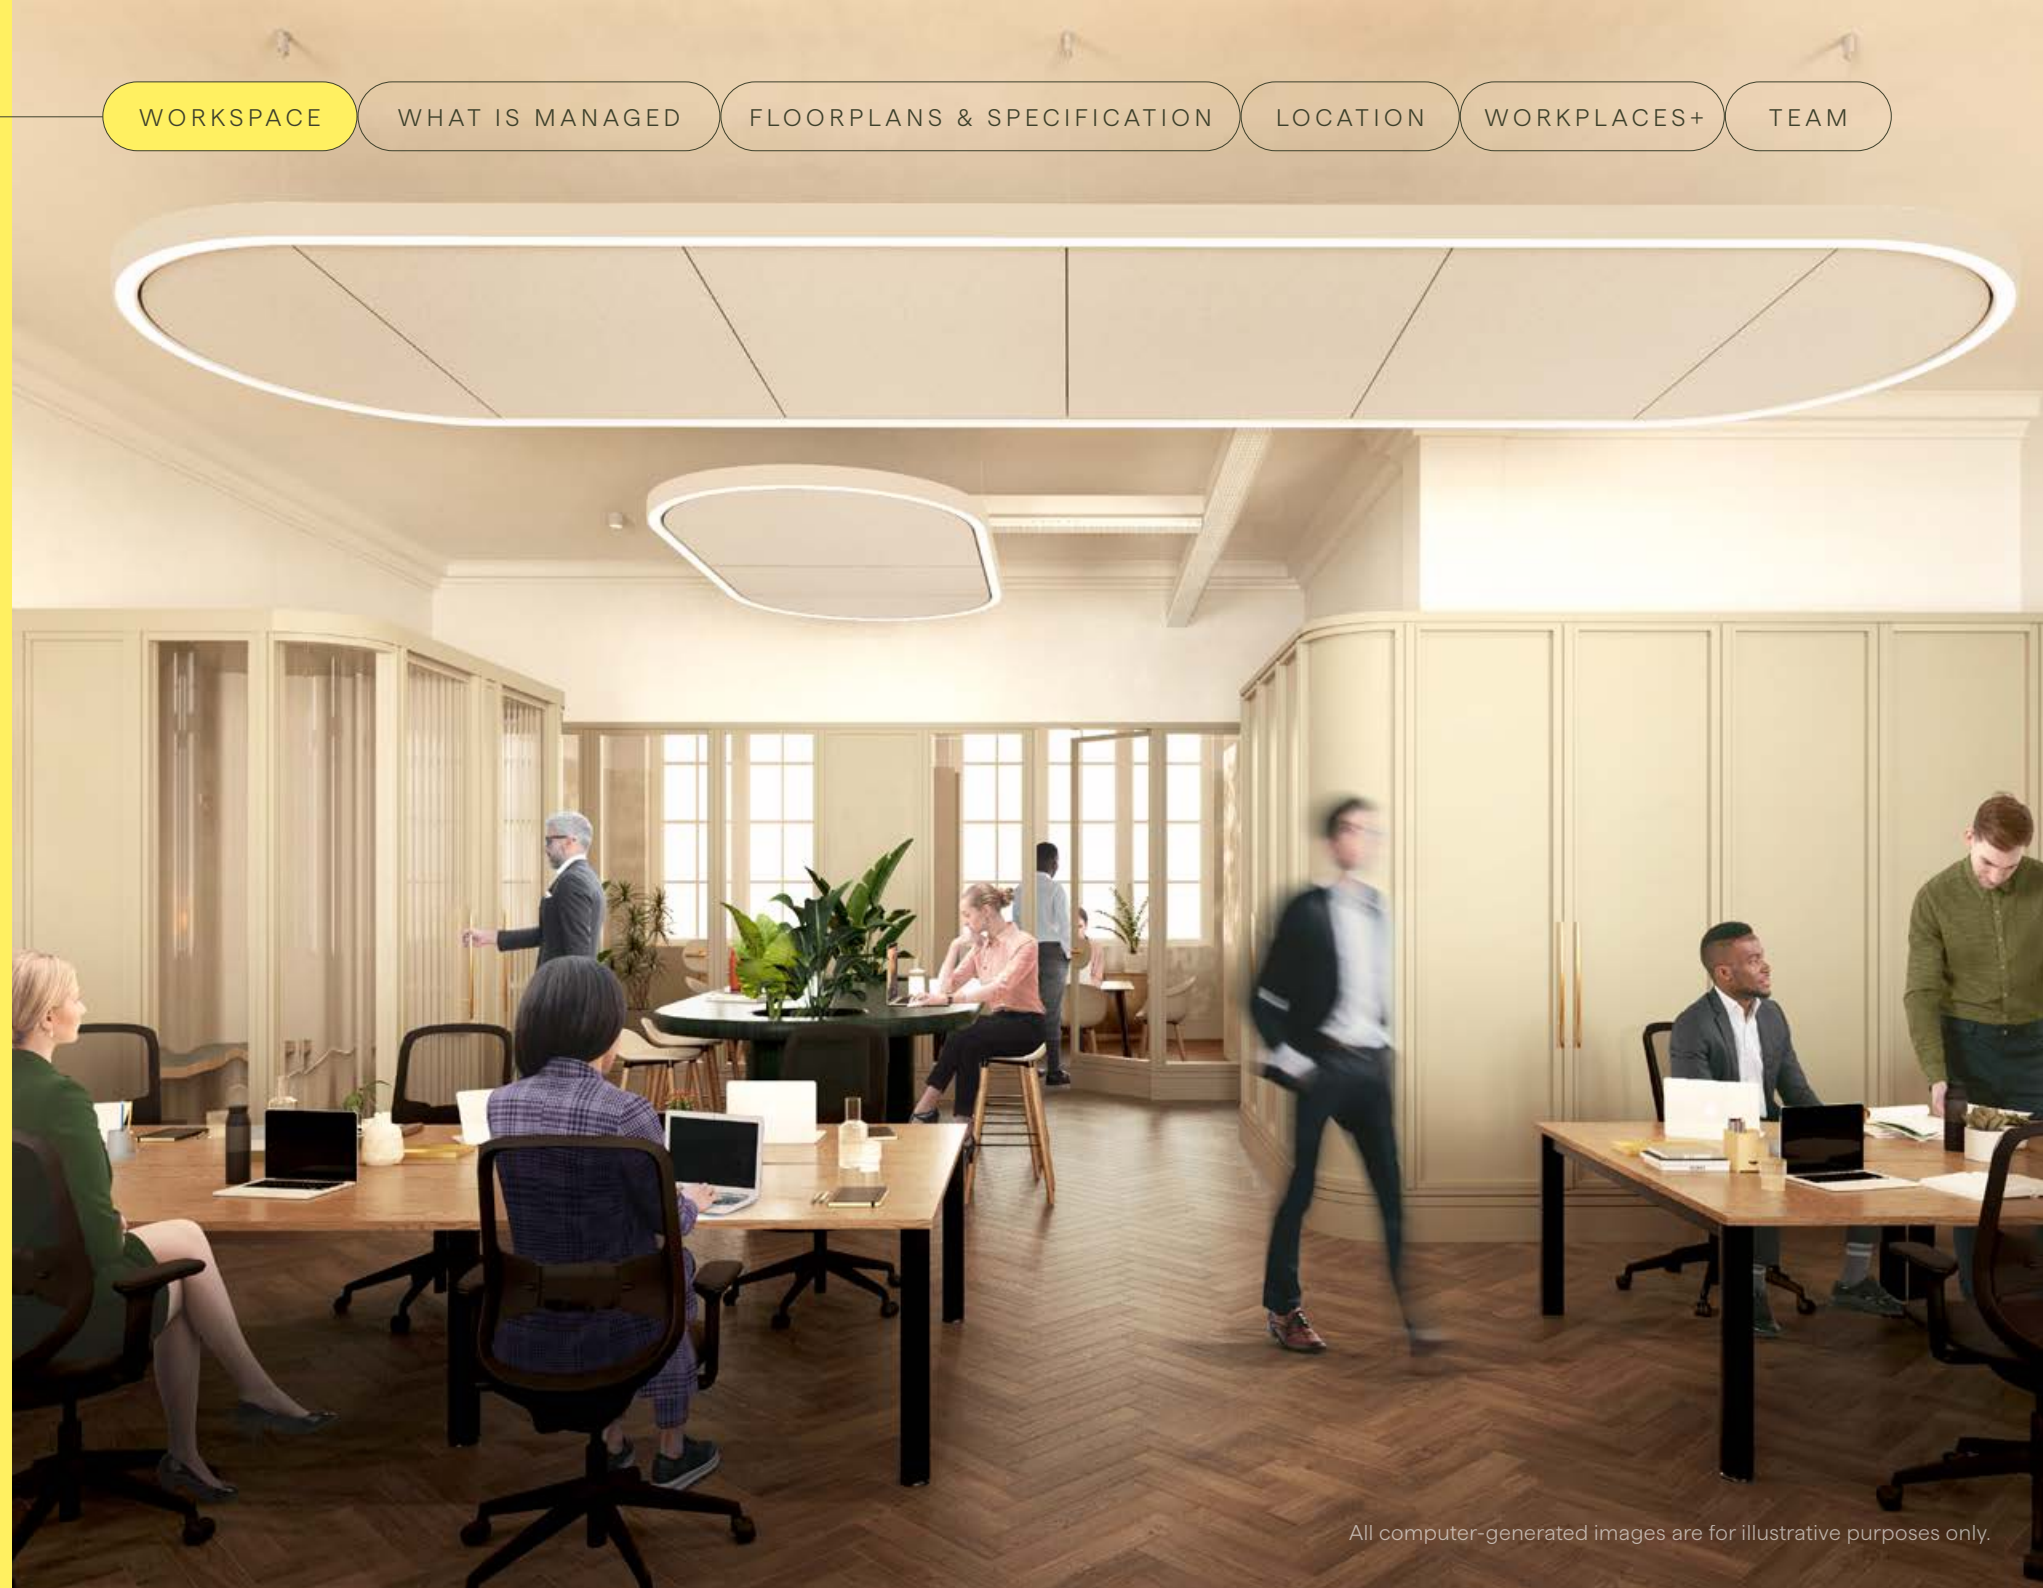 WORKSPACE
WHAT IS MANAGED
FLOORPLANS & SPECIFICATION
LOCATION
WORKPLACES+
TEAM
All computer-generated images are for illustrative purposes only.